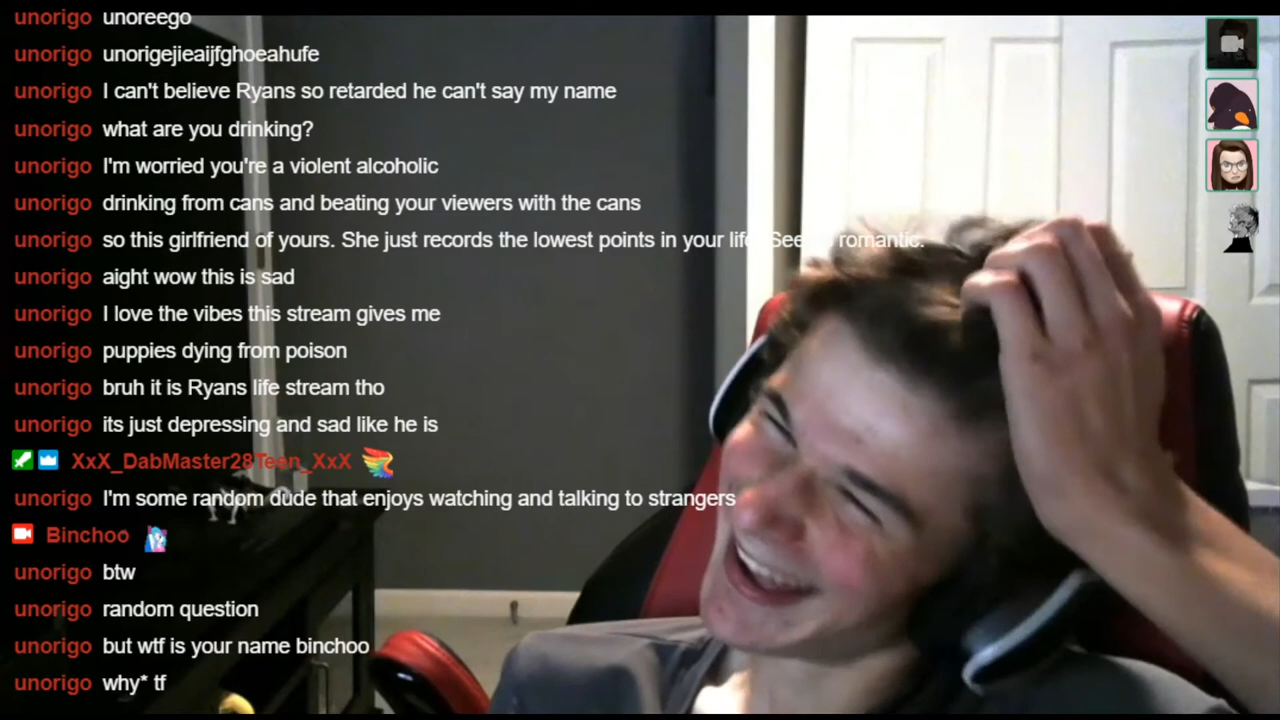 unorigo unoreego
unorigo unorigejieaijfghoeahufe
unorigo I can't believe Ryans so retarded he can't say my name
unorigo what are you drinking?
unorigo I'm worried you're a violent alcoholic
unorigo drinking from cans and beating your viewers with the cans
unorigo so this girlfriend of yours. She just records the lowest points in your life. romantic.
unorigo aight wow this is sad
unorigo I love the vibes this stream gives me
unorigo puppies dying from poison
unorigo bruh it is Ryans life stream tho
unorigo its just depressing and sad like he is
XxX_DabMaster28Teen_XxX
unorigo I'm some random dude that enjoys watching and talking to strangers
Binchoo
unorigo btw
unorigo random question
unorigo but wtf is your name binchoo
unorigo why* tf